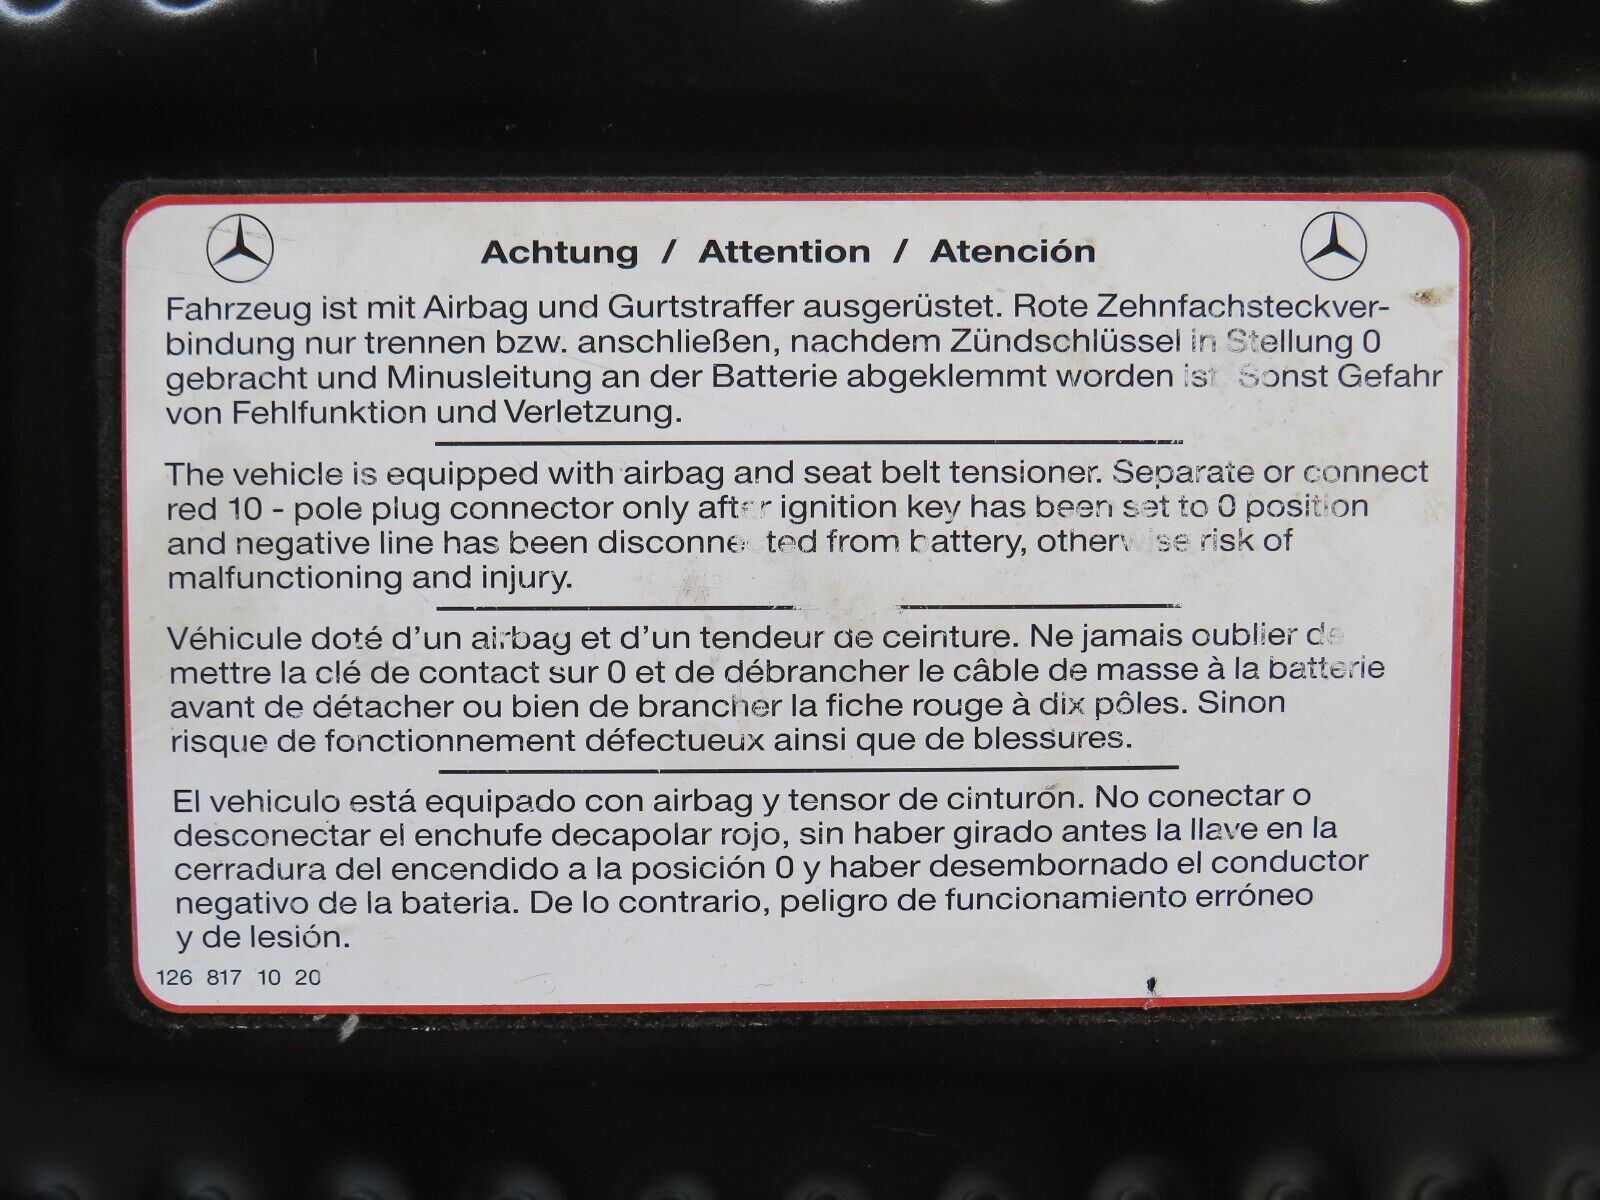 Achtung / Attention / Atención
Fahrzeug ist mit Airbag und Gurtstraffer ausgerüstet. Rote Zehnfachsteckver-
bindung nur trennen bzw. anschließen, nachdem Zündschlüssel in Stellung 0
gebracht und Minusleitung an der Batterie abgeklemmt worden ist. Sonst Gefahr
von Fehlfunktion und Verletzung.
The vehicle is equipped with airbag and seat belt tensioner. Separate or connect
red 10 - pole plug connector only after ignition key has been set to 0 position
and negative line has been disconnected from battery, otherwise risk of
malfunctioning and injury.
Véhicule doté d'un airbag et d'un tendeur de ceinture. Ne jamais oublier de
mettre la clé de contact sur 0 et de débrancher le câble de masse à la batterie
avant de détacher ou bien de brancher la fiche rouge à dix pôles. Sinon
risque de fonctionnement défectueux ainsi que de blessures.
El vehiculo está equipado con airbag y tensor de cinturón. No conectar o
desconectar el enchufe decapolar rojo, sin haber girado antes la llave en la
cerradura del encendido a la posición 0 y haber desembornado el conductor
negativo de la bateria. De lo contrario, peligro de funcionamiento erróneo
y de lesión.
126 817 10 20